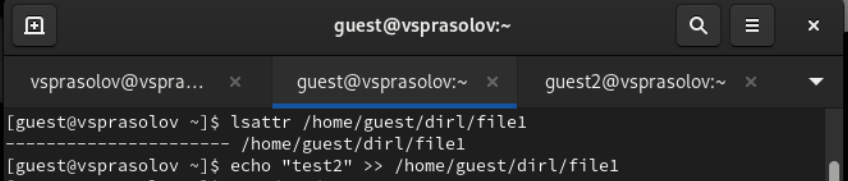 guest@vsprasolov:~
vsprasolov@vspra...
guest@vsprasolov:~
guest2@vsprasolov:~
[guest@vsprasolov ~]$ lsattr /home/guest/dirl/file1
---------------------- /home/guest/dirl/file1
[guest@vsprasolov ~]$ echo "test2" >> /home/guest/dirl/file1